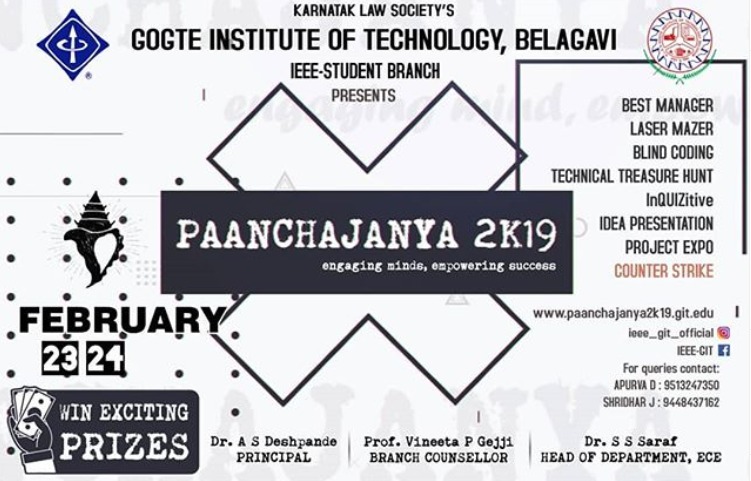 KARNATAK LAW SOCIETY'S
GOGTE INSTITUTE OF TECHNOLOGY, BELAGAVI
IEEE-STUDENT BRANCH
PRESENTS
BEST MANAGER
LASER MAZER
BLIND CODING
TECHNICAL TREASURE HUNT
InQUIZitive
IDEA PRESENTATION
PROJECT EXPO
COUNTER STRIKE
PAANCHAJANYA 2K19
engaging minds, empowering success
FEBRUARY
23 24
WIN EXCITING
PRIZES
www.paanchajanya2k19.git.edu
ieee_git_official
IEEE-GIT
For queries contact:
APURVA D : 9513247350
SHRIDHAR J : 9448437162
Dr. A S Deshpande
PRINCIPAL
Prof. Vineeta P Gejji
BRANCH COUNSELLOR
Dr. S S Saraf
HEAD OF DEPARTMENT, ECE